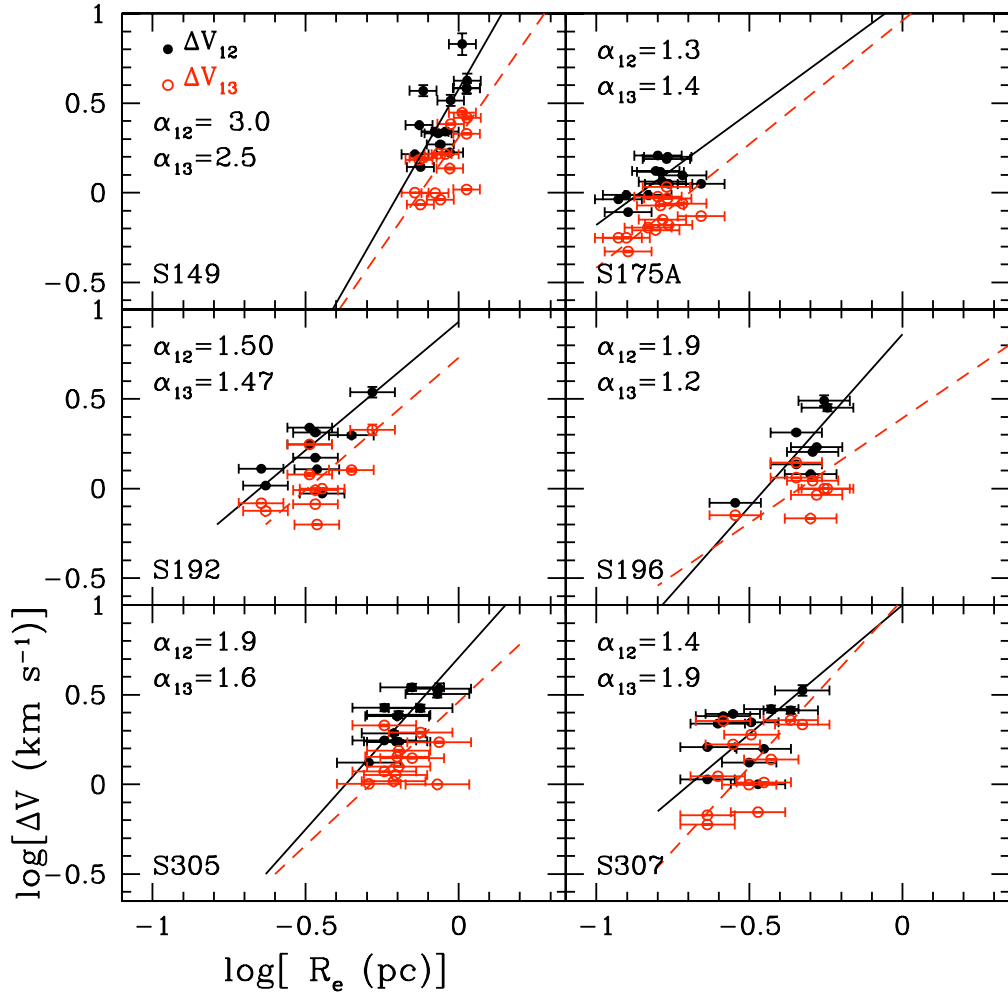 ΔV₁₂
ΔV₁₃
α₁₂= 3.0
α₁₃=2.5
S149
α₁₂=1.3
α₁₃=1.4
S175A
α₁₂=1.50
α₁₃=1.47
S192
α₁₂=1.9
α₁₃=1.2
S196
α₁₂=1.9
α₁₃=1.6
S305
α₁₂=1.4
α₁₃=1.9
S307
1
0.5
0
-0.5
1
0.5
0
-0.5
1
0.5
0
-0.5
-1
-0.5
0
-1
-0.5
0
log[ΔV (km s⁻¹)]
log[ Rₑ (pc)]